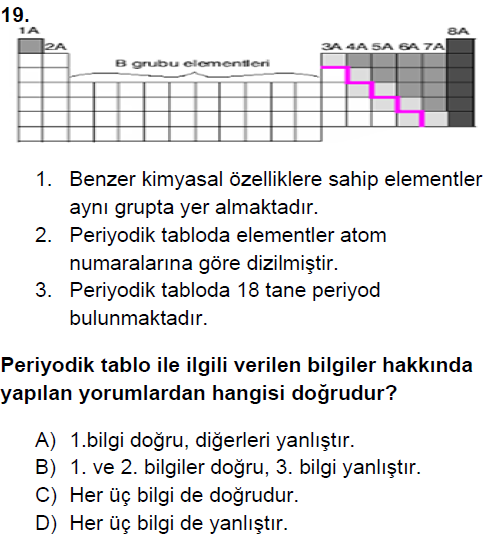 19.
1A
8A
2A
3A 4A 5A 6A 7A
B grubu elementleri
1. Benzer kimyasal özelliklere sahip elementler
aynı grupta yer almaktadır.
2. Periyodik tabloda elementler atom
numaralarına göre dizilmiştir.
3. Periyodik tabloda 18 tane periyod
bulunmaktadır.
Periyodik tablo ile ilgili verilen bilgiler hakkında
yapılan yorumlardan hangisi doğrudur?
A) 1.bilgi doğru, diğerleri yanlıştır.
B) 1. ve 2. bilgiler doğru, 3. bilgi yanlıştır.
C) Her üç bilgi de doğrudur.
D) Her üç bilgi de yanlıştır.